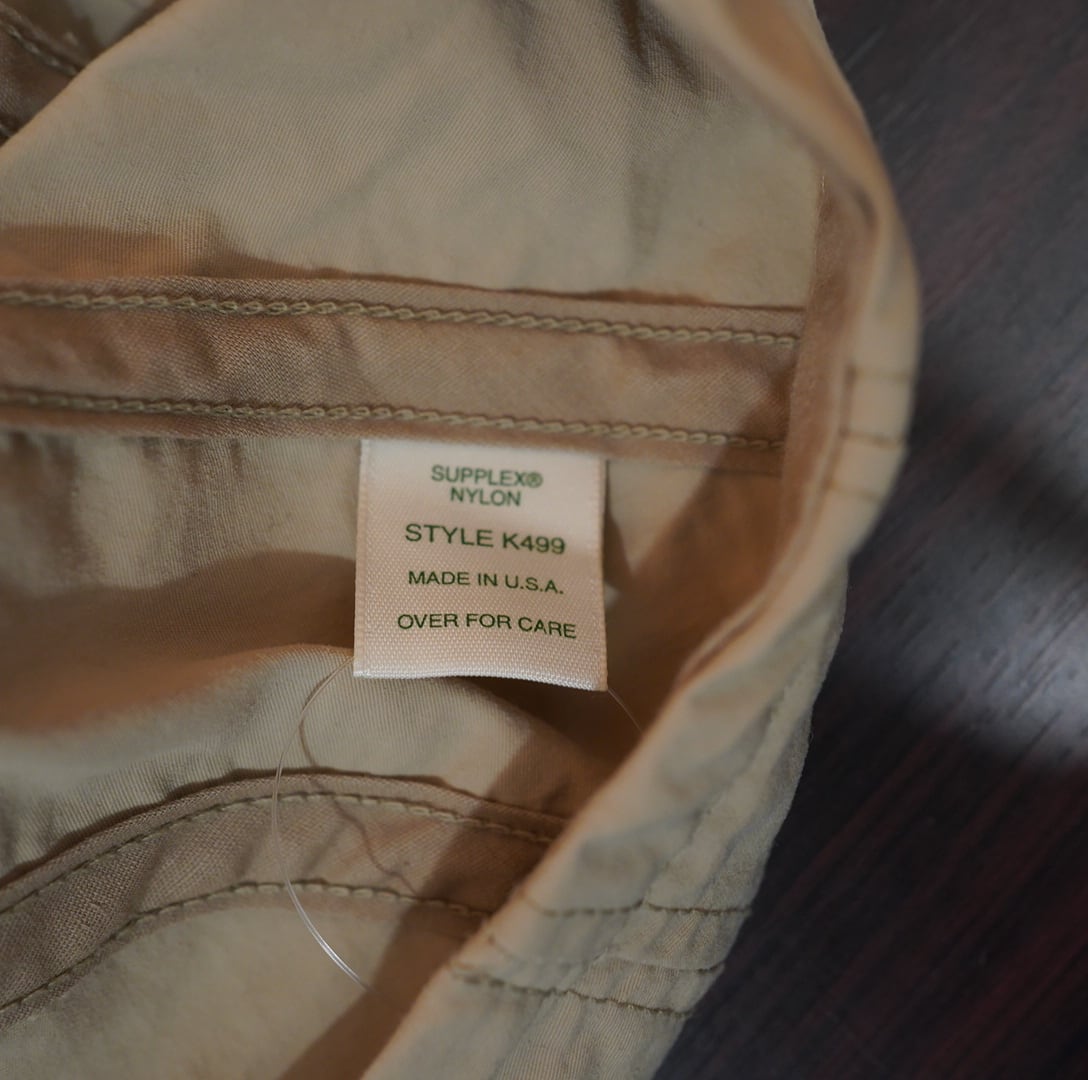 SUPPLEX®
NYLON
STYLE K499
MADE IN U.S.A.
OVER FOR CARE